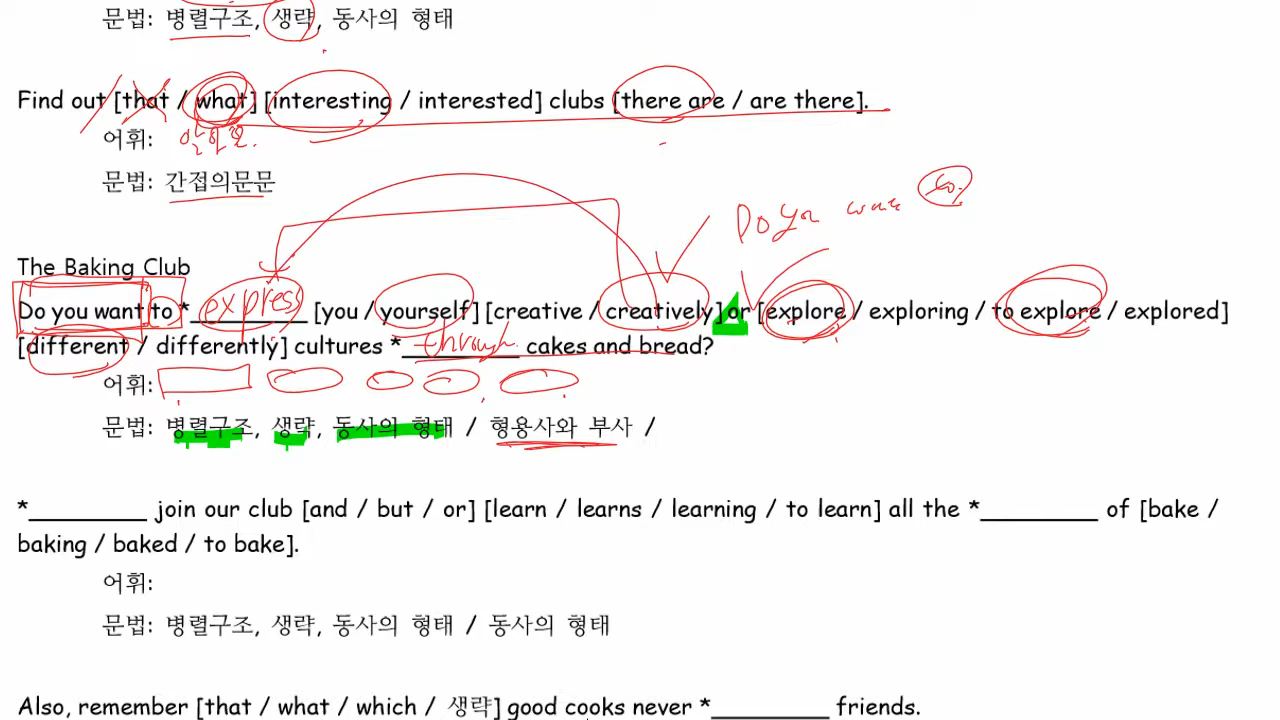 문법: 병렬구조, 생략, 동사의 형태
Find out [that / what] [interesting / interested] clubs [there are / are there].
어휘:
문법: 간접의문문
Do you
to.
The Baking Club
Do you want to *express [you / yourself] [creative / creatively] or [explore / exploring / to explore / explored]
[different / differently] cultures *through cakes and bread?
어휘:
문법: 병렬구조, 생략, 동사의 형태 / 형용사와 부사 /
*_________ join our club [and / but / or] [learn / learns / learning / to learn] all the *_________ of [bake /
baking / baked / to bake].
어휘:
문법: 병렬구조, 생략, 동사의 형태 / 동사의 형태
Also, remember [that / what / which / 생략] good cooks never *_________ friends.